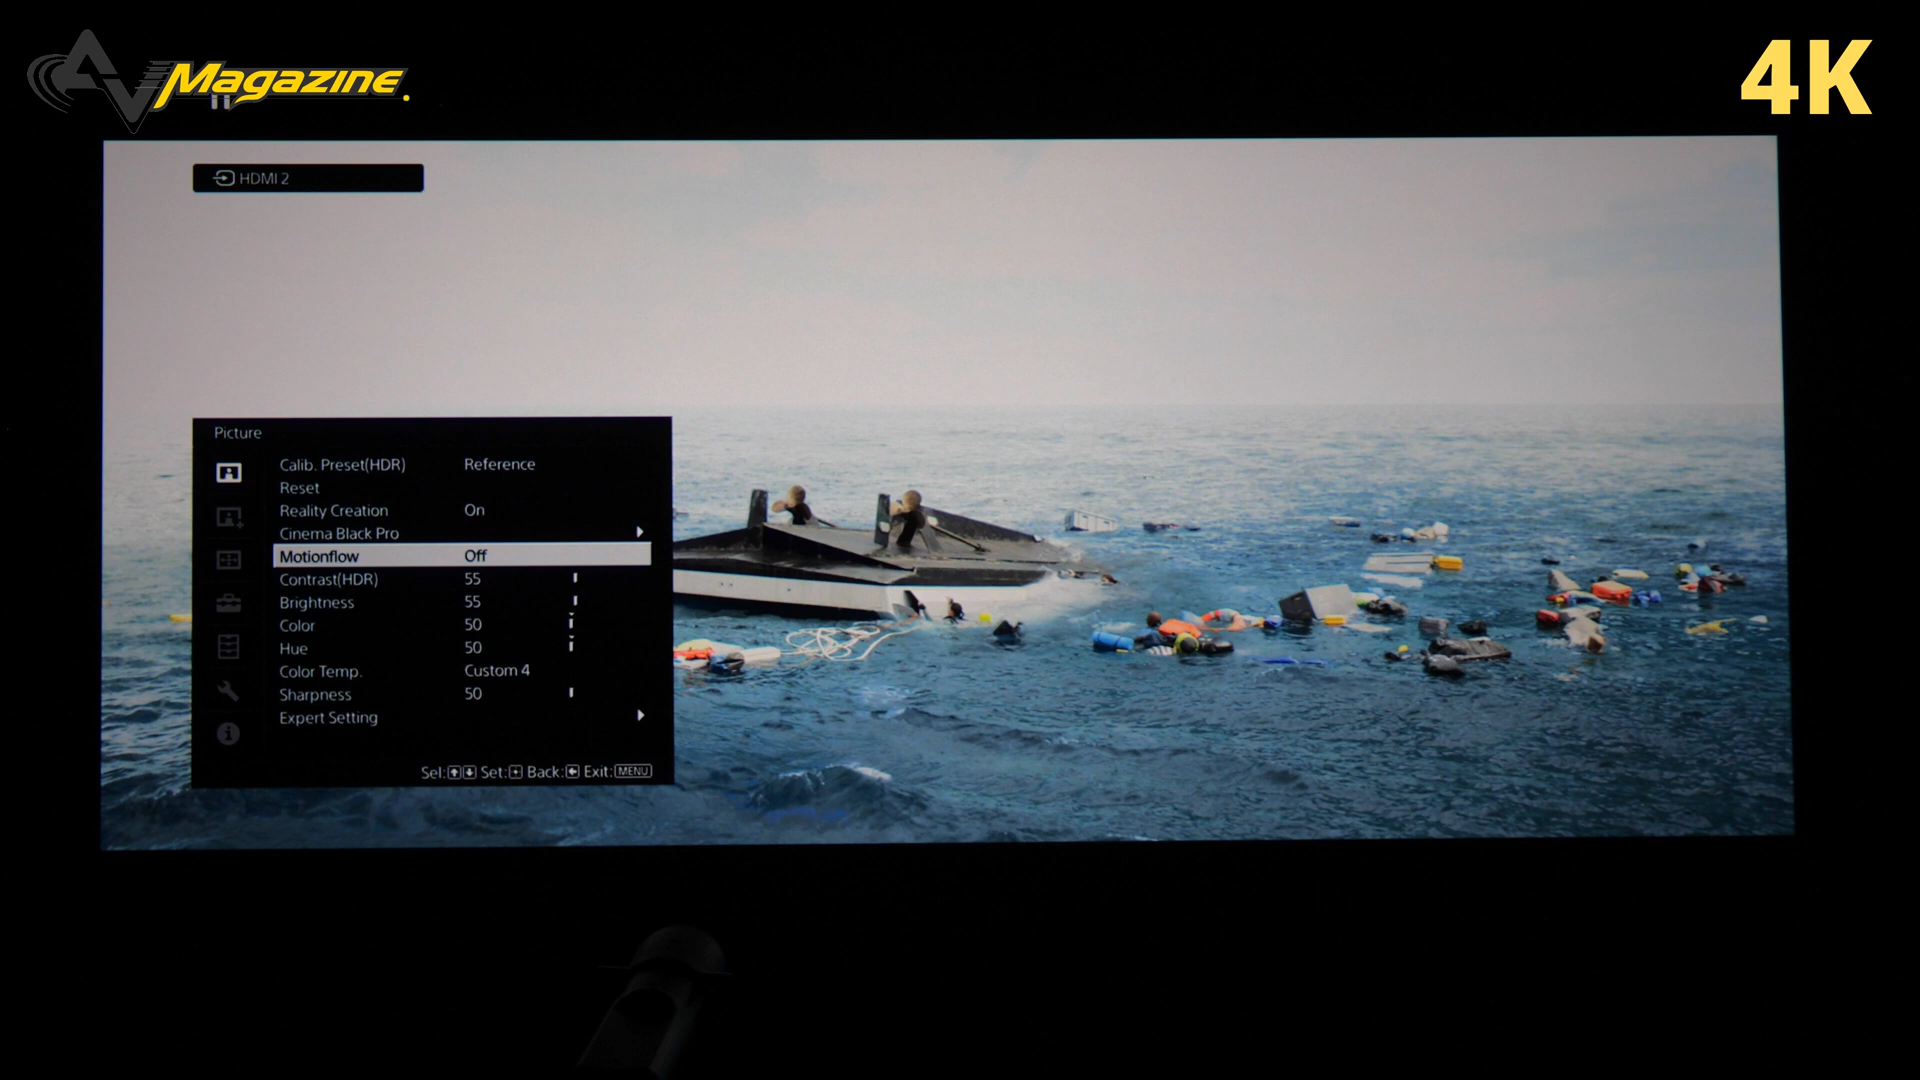 AV Magazine.
4K
HDMI 2
Picture
Calib. Preset(HDR) Reference
Reset
Reality Creation On
Cinema Black Pro
Motionflow Off
Contrast(HDR) 55
Brightness 55
Color 50
Hue 50
Color Temp. Custom 4
Sharpness 50
Expert Setting
Sel: Set: Back: Exit: MENU